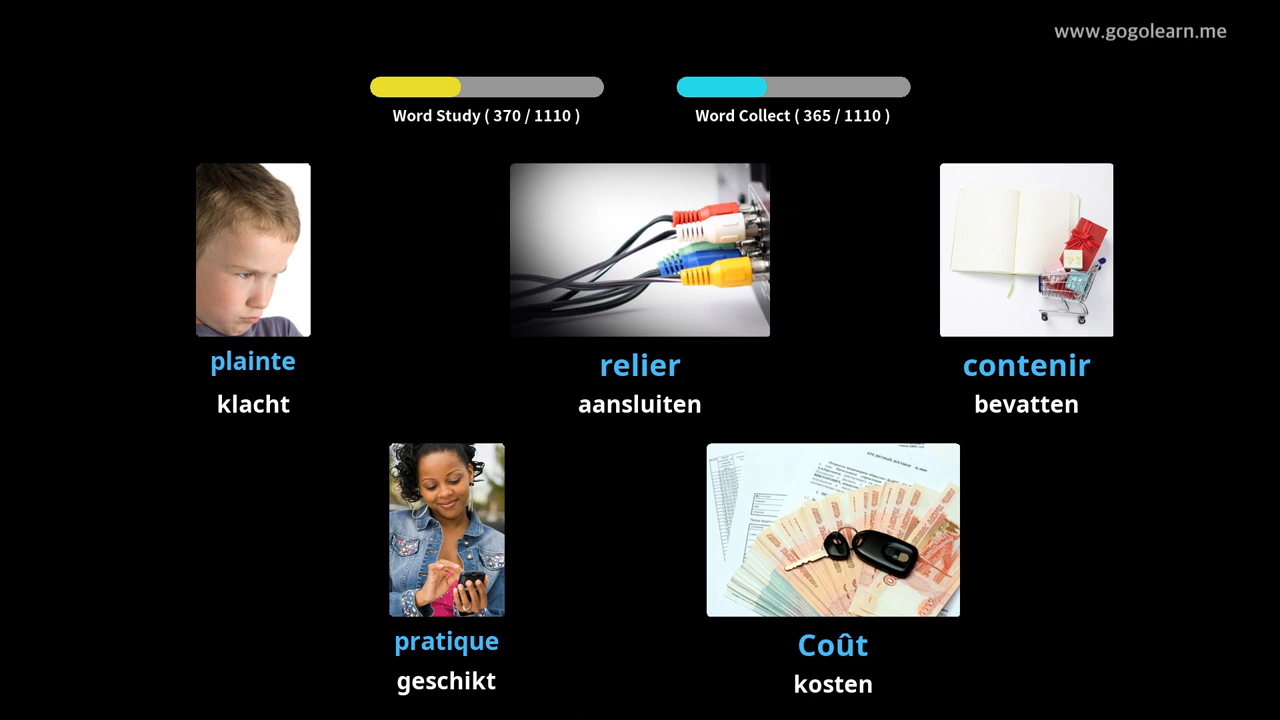 www.gogolearn.me
Word Study ( 370 / 1110 )
Word Collect ( 365 / 1110 )
plainte
klacht
relier
aansluiten
contenir
bevatten
pratique
geschikt
Coût
kosten